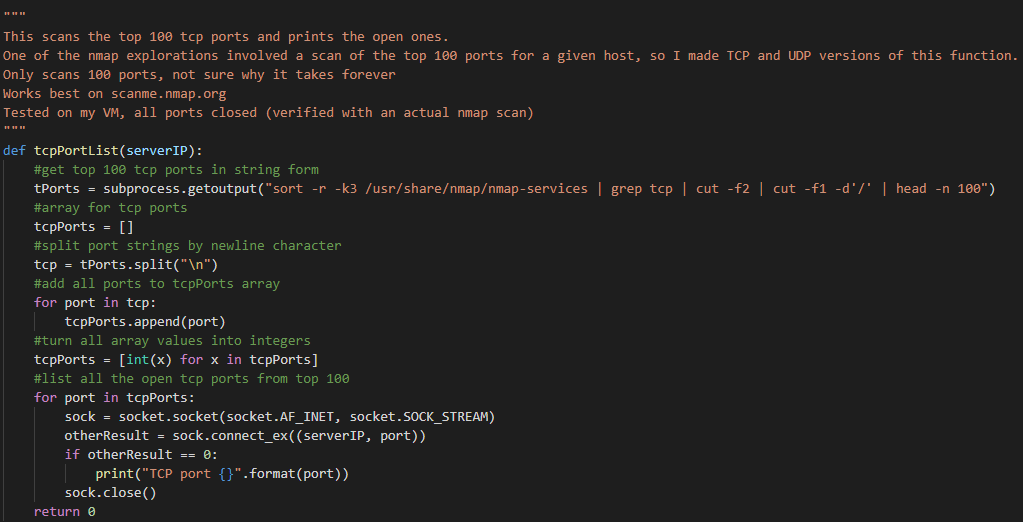 """
This scans the top 100 tcp ports and prints the open ones.
One of the nmap explorations involved a scan of the top 100 ports for a given host, so I made TCP and UDP versions of this function.
Only scans 100 ports, not sure why it takes forever
Works best on scanme.nmap.org
Tested on my VM, all ports closed (verified with an actual nmap scan)
"""
def tcpPortList(serverIP):
    #get top 100 tcp ports in string form
    tPorts = subprocess.getoutput("sort -r -k3 /usr/share/nmap/nmap-services | grep tcp | cut -f2 | cut -f1 -d'/' | head -n 100")
    #array for tcp ports
    tcpPorts = []
    #split port strings by newline character
    tcp = tPorts.split("\n")
    #add all ports to tcpPorts array
    for port in tcp:
        tcpPorts.append(port)
    #turn all array values into integers
    tcpPorts = [int(x) for x in tcpPorts]
    #list all the open tcp ports from top 100
    for port in tcpPorts:
        sock = socket.socket(socket.AF_INET, socket.SOCK_STREAM)
        otherResult = sock.connect_ex((serverIP, port))
        if otherResult == 0:
            print("TCP port {}".format(port))
        sock.close()
    return 0